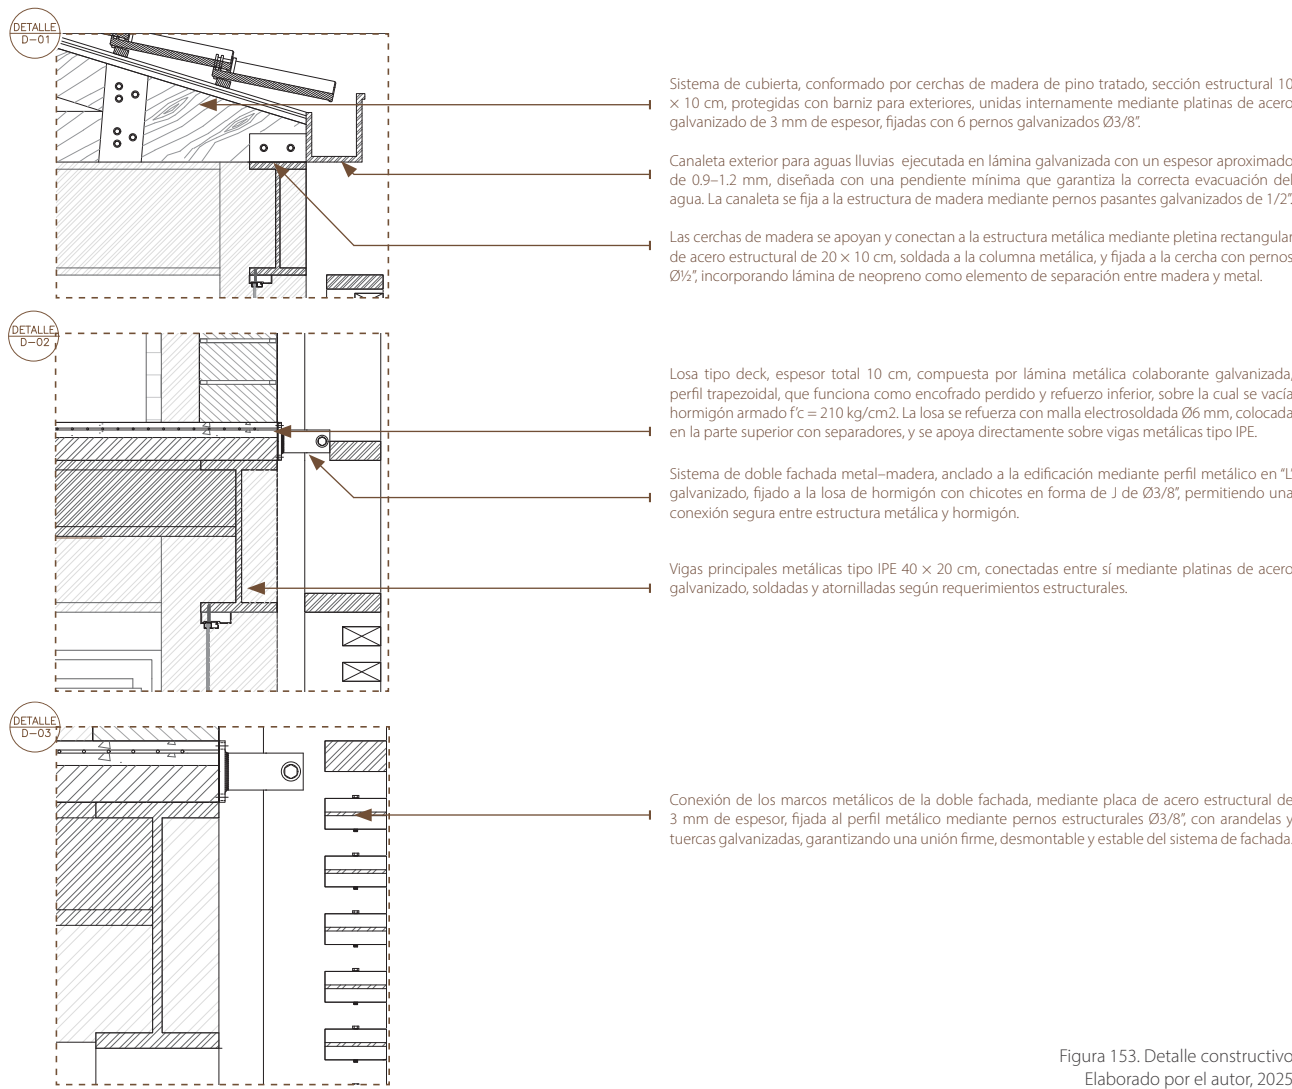 DETALLE
D-01
Sistema de cubierta, conformado por cerchas de madera de pino tratado, sección estructural 10
× 10 cm, protegidas con barniz para exteriores, unidas internamente mediante platinas de acero
galvanizado de 3 mm de espesor, fijadas con 6 pernos galvanizados Ø3/8”.
Canaleta exterior para aguas lluvias ejecutada en lámina galvanizada con un espesor aproximado
de 0.9–1.2 mm, diseñada con una pendiente mínima que garantiza la correcta evacuación del
agua. La canaleta se fija a la estructura de madera mediante pernos pasantes galvanizados de 1/2”.
Las cerchas de madera se apoyan y conectan a la estructura metálica mediante pletina rectangular
de acero estructural de 20 × 10 cm, soldada a la columna metálica, y fijada a la cercha con pernos
Ø½”, incorporando lámina de neopreno como elemento de separación entre madera y metal.
DETALLE
D-02
Losa tipo deck, espesor total 10 cm, compuesta por lámina metálica colaborante galvanizada,
perfil trapezoidal, que funciona como encofrado perdido y refuerzo inferior, sobre la cual se vacía
hormigón armado f’c = 210 kg/cm2. La losa se refuerza con malla electrosoldada Ø6 mm, colocada
en la parte superior con separadores, y se apoya directamente sobre vigas metálicas tipo IPE.
Sistema de doble fachada metal–madera, anclado a la edificación mediante perfil metálico en “L”
galvanizado, fijado a la losa de hormigón con chicotes en forma de J de Ø3/8”, permitiendo una
conexión segura entre estructura metálica y hormigón.
Vigas principales metálicas tipo IPE 40 × 20 cm, conectadas entre sí mediante platinas de acero
galvanizado, soldadas y atornilladas según requerimientos estructurales.
DETALLE
D-03
Conexión de los marcos metálicos de la doble fachada, mediante placa de acero estructural de
3 mm de espesor, fijada al perfil metálico mediante pernos estructurales Ø3/8”, con arandelas y
tuercas galvanizadas, garantizando una unión firme, desmontable y estable del sistema de fachada.
Figura 153. Detalle constructivo
Elaborado por el autor, 2025